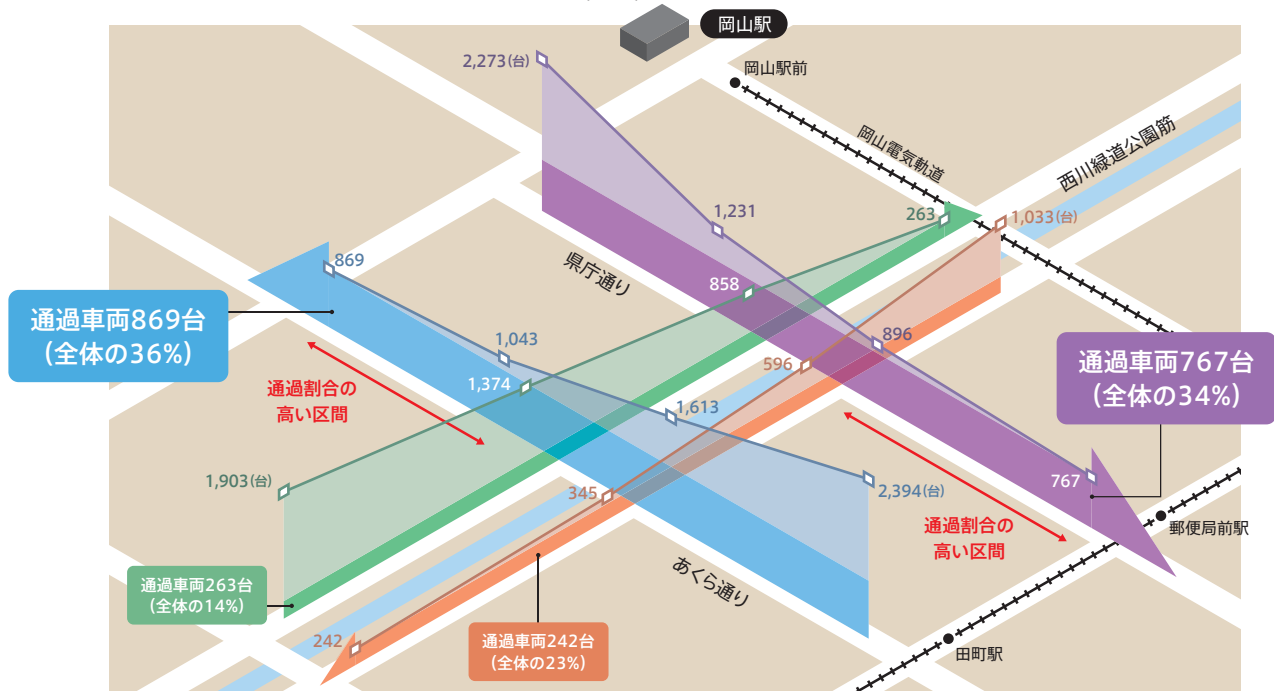 岡山駅
2,273(台)
岡山駅前
岡山電気軌道
西川緑道公園筋
1,231
263
1,033(台)
県庁通り
869
858
通過車両869台
(全体の36%)
1,043
896
596
通過車両767台
(全体の34%)
1,374
通過割合の
高い区間
1,613
1,903(台)
345
2,394(台)
767
通過割合の
高い区間
郵便局前駅
あくら通り
通過車両263台
(全体の14%)
242
通過車両242台
(全体の23%)
田町駅